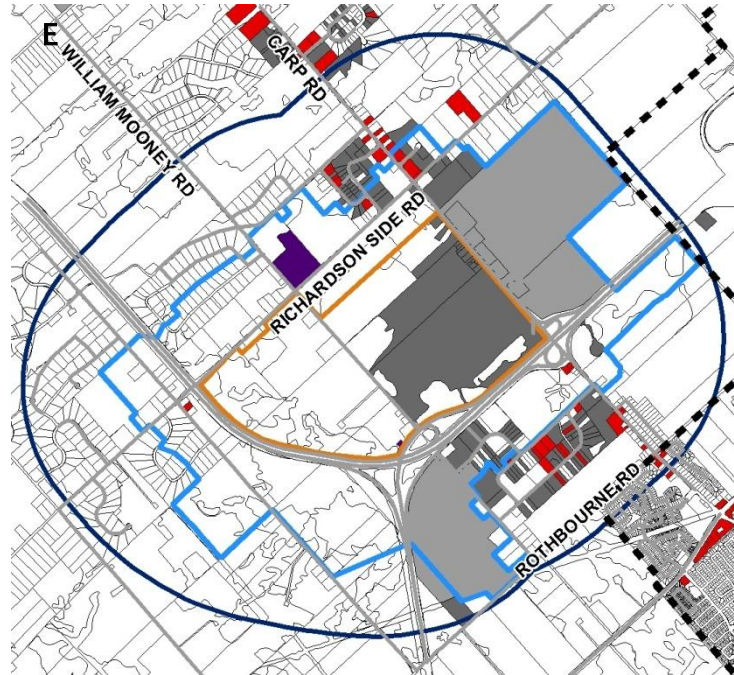 E
WILLIAM MOONEY RD
CARP RD
RICHARDSON SIDE RD
ROTHBOURNE RD